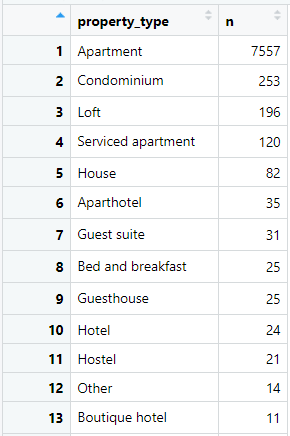 property_type n
1 Apartment 7557
2 Condominium 253
3 Loft 196
4 Serviced apartment 120
5 House 82
6 Aparthotel 35
7 Guest suite 31
8 Bed and breakfast 25
9 Guesthouse 25
10 Hotel 24
11 Hostel 21
12 Other 14
13 Boutique hotel 11